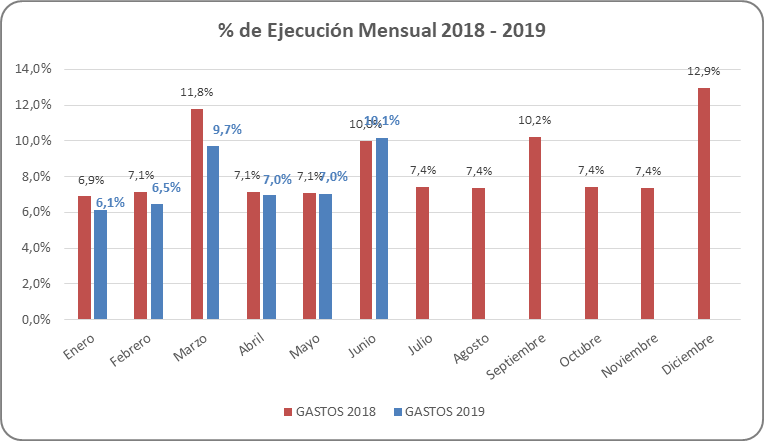 % de Ejecución Mensual 2018 - 2019
14,0%
12,0%
10,0%
8,0%
6,0%
4,0%
2,0%
0,0%
6,9%
6,1%
7,1%
6,5%
11,8%
9,7%
7,1%
7,0%
7,1%
7,0%
10,0%
10,1%
7,4%
7,4%
10,2%
7,4%
7,4%
12,9%
Enero
Febrero
Marzo
Abril
Mayo
Junio
Julio
Agosto
Septiembre
Octubre
Noviembre
Diciembre
GASTOS 2018
GASTOS 2019